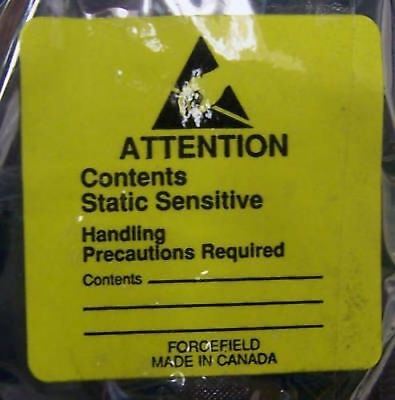 ATTENTION
Contents
Static Sensitive
Handling
Precautions Required
Contents
FORCEFIELD
MADE IN CANADA